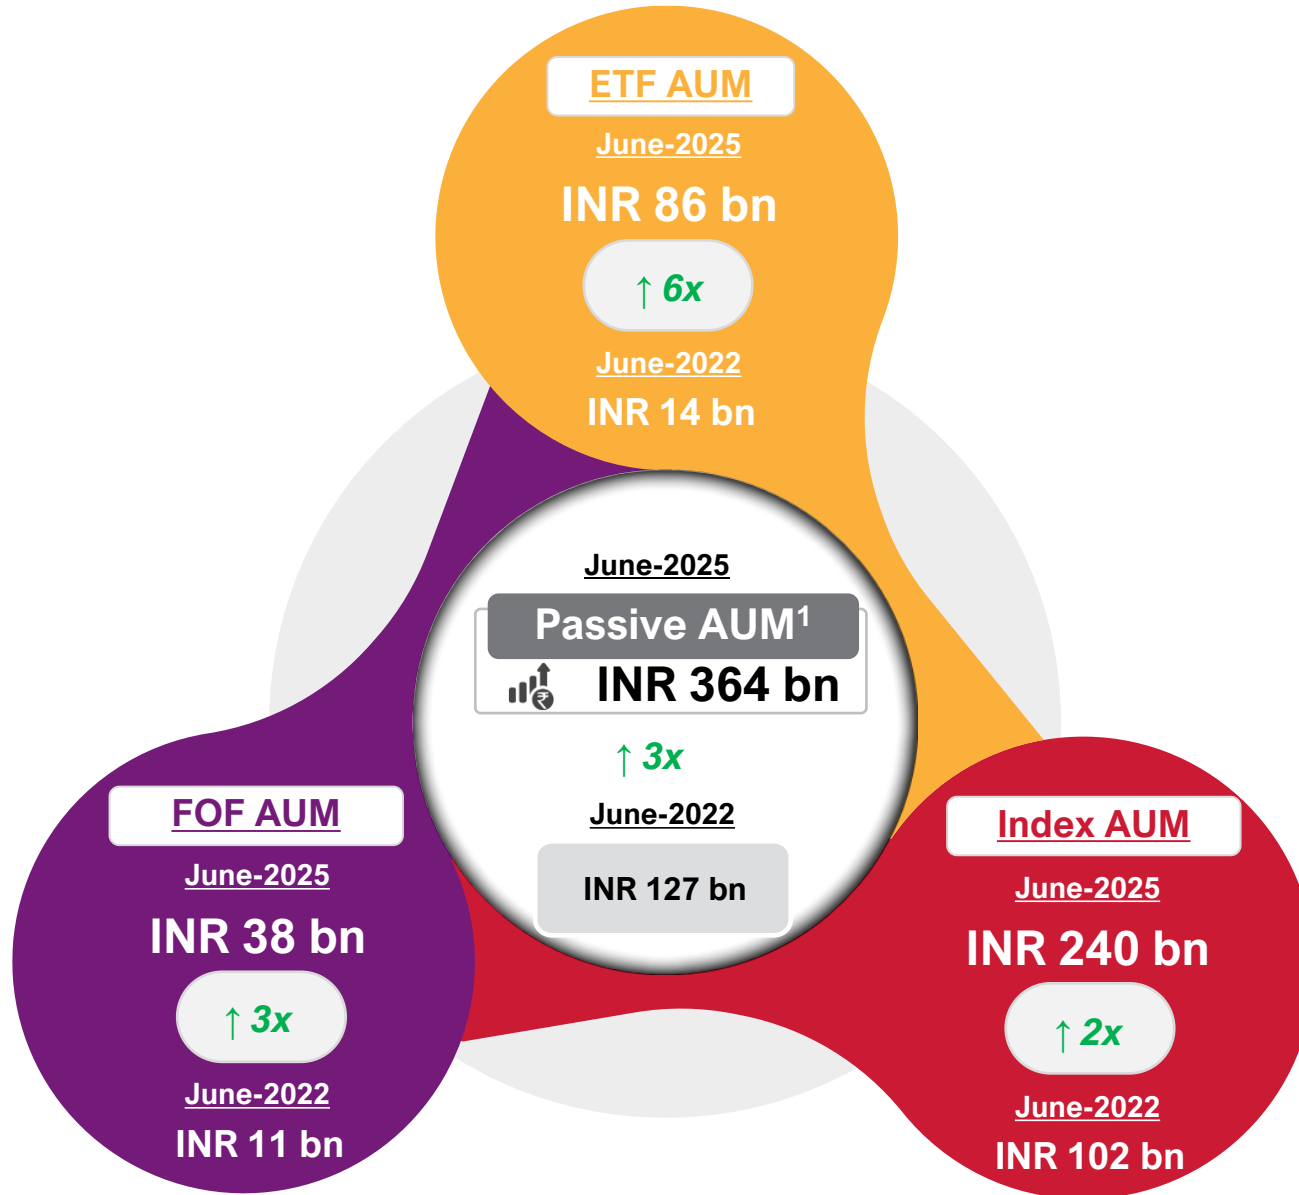 ETF AUM
June-2025
INR 86 bn
↑ 6x
June-2022
INR 14 bn
June-2025
Passive AUM¹
INR 364 bn
↑ 3x
June-2022
INR 127 bn
FOF AUM
June-2025
INR 38 bn
↑ 3x
June-2022
INR 11 bn
Index AUM
June-2025
INR 240 bn
↑ 2x
June-2022
INR 102 bn